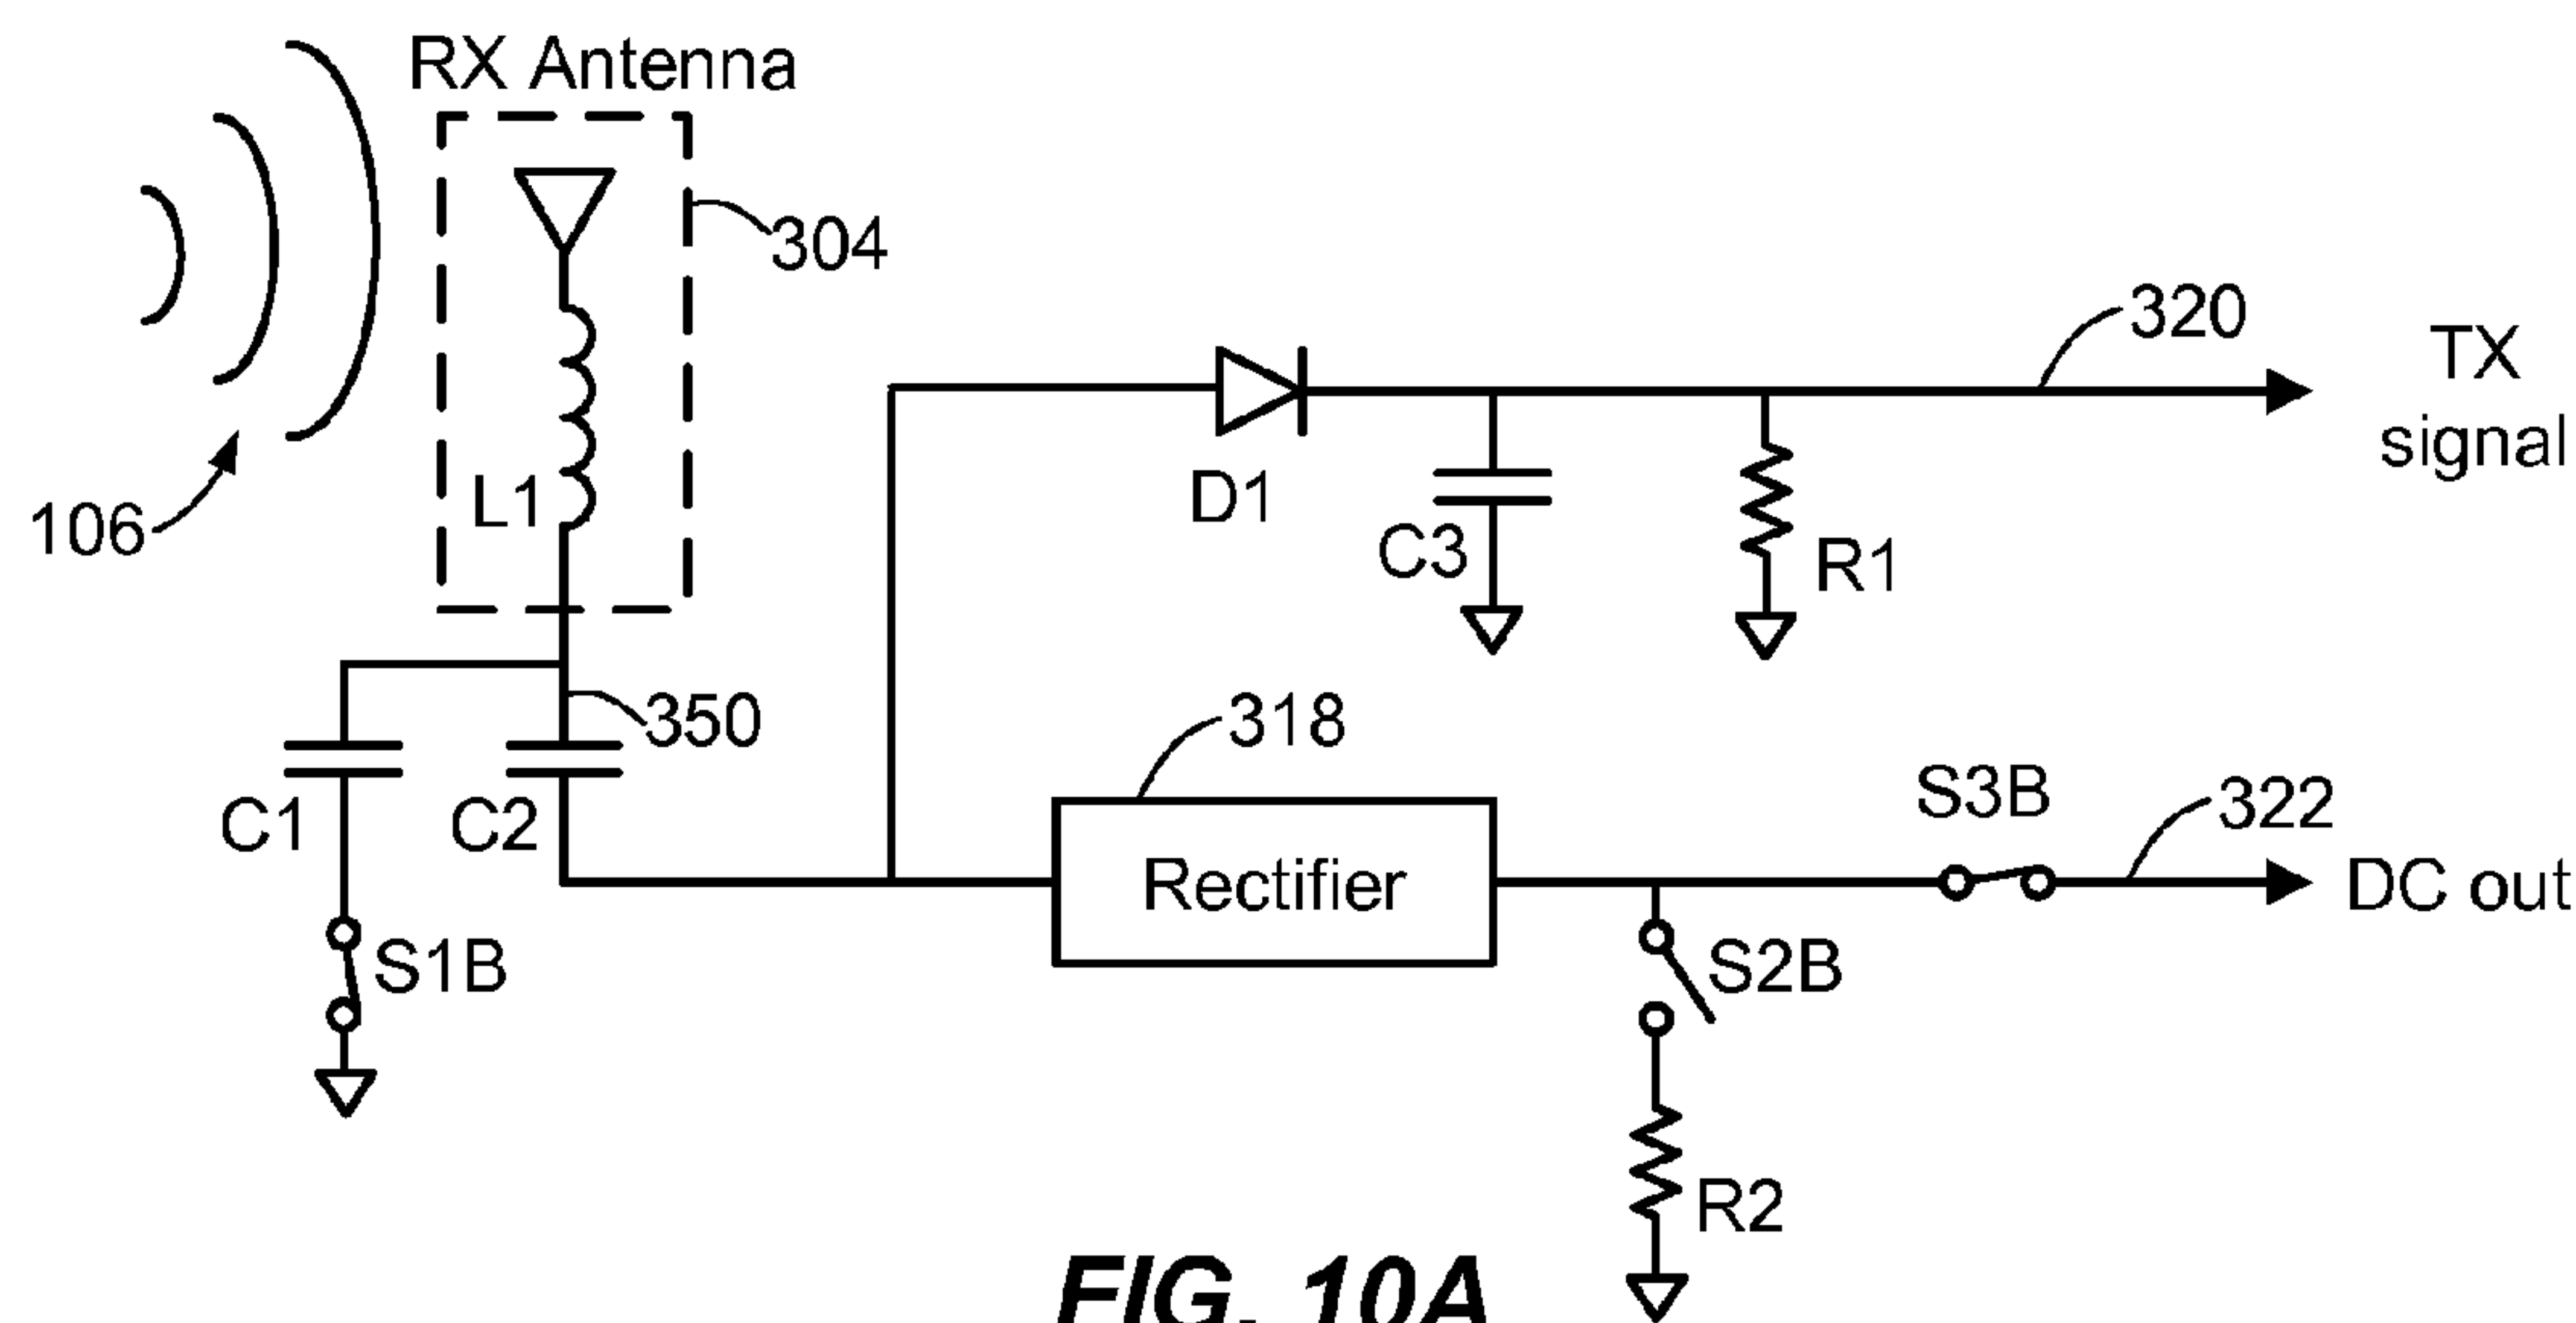 RX Antenna
304
L1
106
320
TX
signal
D1
C3
R1
350
318
C1
C2
Rectifier
S3B
322
DC out
S1B
S2B
R2
FIG. 10A